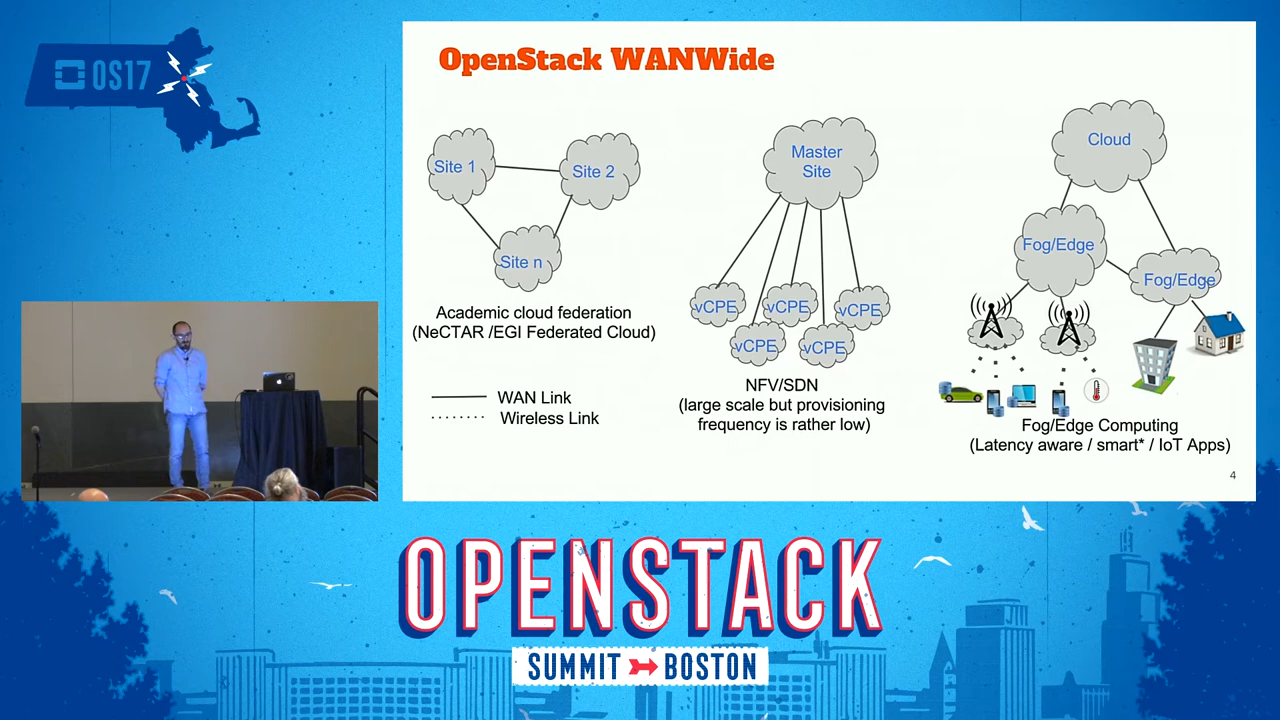 OS17
OpenStack WANWide
Site 1
Site 2
Site n
Academic cloud federation
(NeCTAR /EGI Federated Cloud)
WAN Link
Wireless Link
Master
Site
vCPE
vCPE
vCPE
vCPE
vCPE
NFV/SDN
(large scale but provisioning
frequency is rather low)
Cloud
Fog/Edge
Fog/Edge
Fog/Edge Computing
(Latency aware / smart* / IoT Apps)
4
OPENSTACK
SUMMIT BOSTON